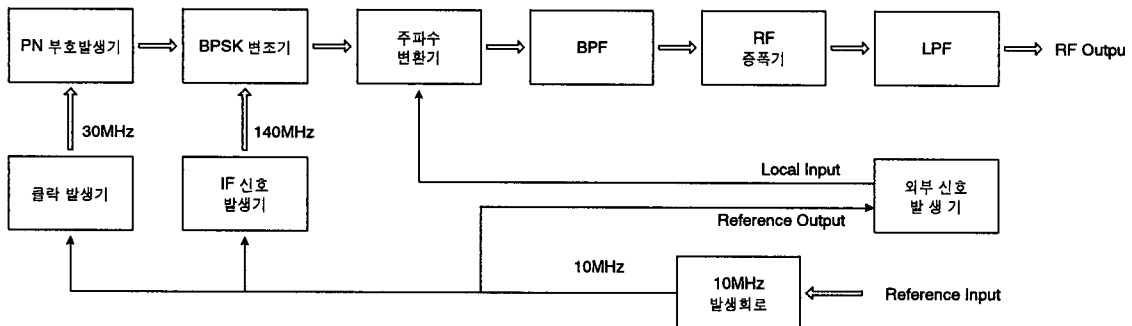 PN 부호발생기
BPSK 변조기
주파수
변환기
BPF
RF
증폭기
LPF
RF Outpu
30MHz
140MHz
클락 발생기
IF 신호
발생기
Local Input
외부 신호
발 생 기
Reference Output
10MHz
10MHz
발생회로
Reference Input